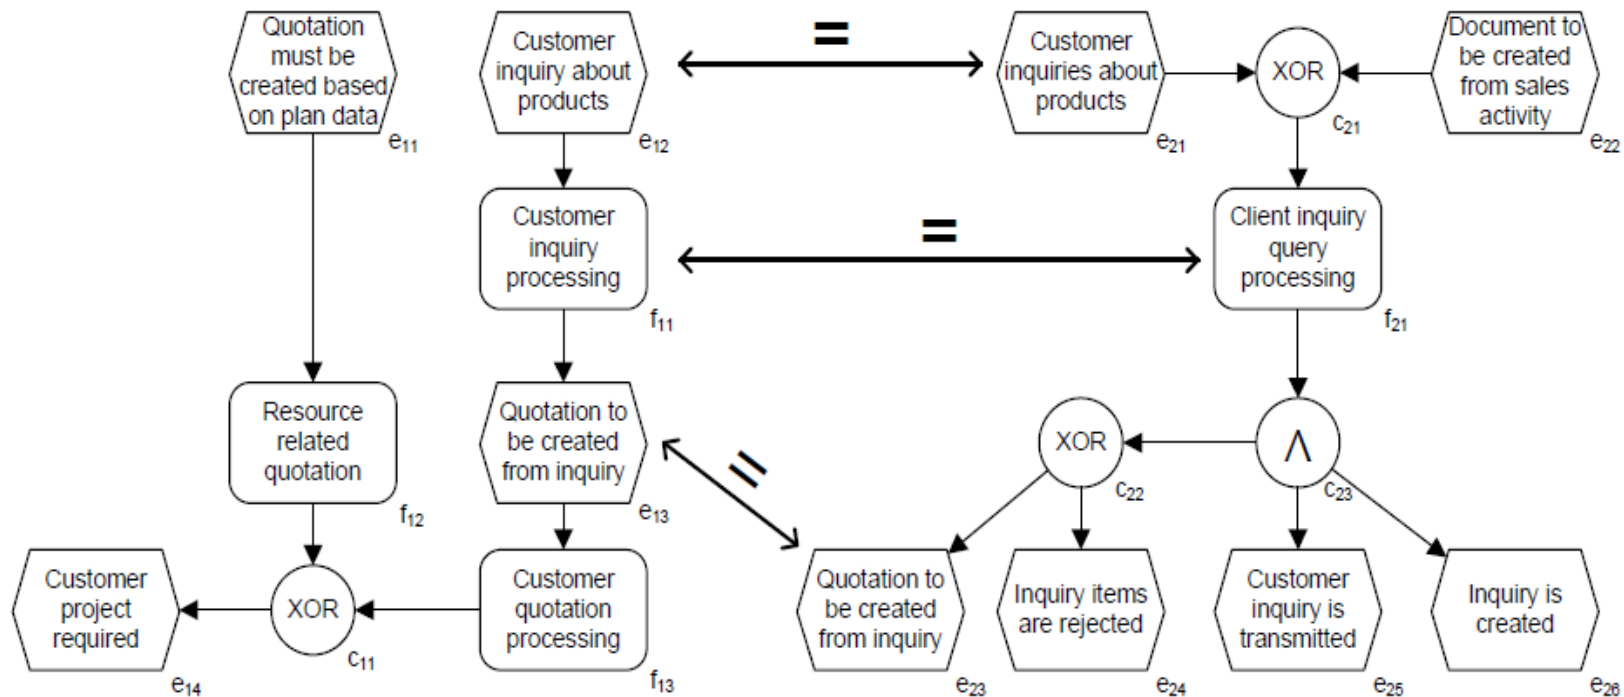 Quotation
must be
created based
on plan data
e11
Customer
inquiry about
products
e12
=
Customer
inquiries about
products
e21
XOR
c21
Document to
be created
from sales
activity
e22
Customer
inquiry
processing
f11
=
Client inquiry
query
processing
f21
Resource
related
quotation
f12
Quotation to
be created
from inquiry
e13
=
XOR
c22
∧
c23
Customer
project
required
e14
XOR
c11
Customer
quotation
processing
f13
Quotation to
be created
from inquiry
e23
Inquiry items
are rejected
e24
Customer
inquiry is
transmitted
e25
Inquiry is
created
e26